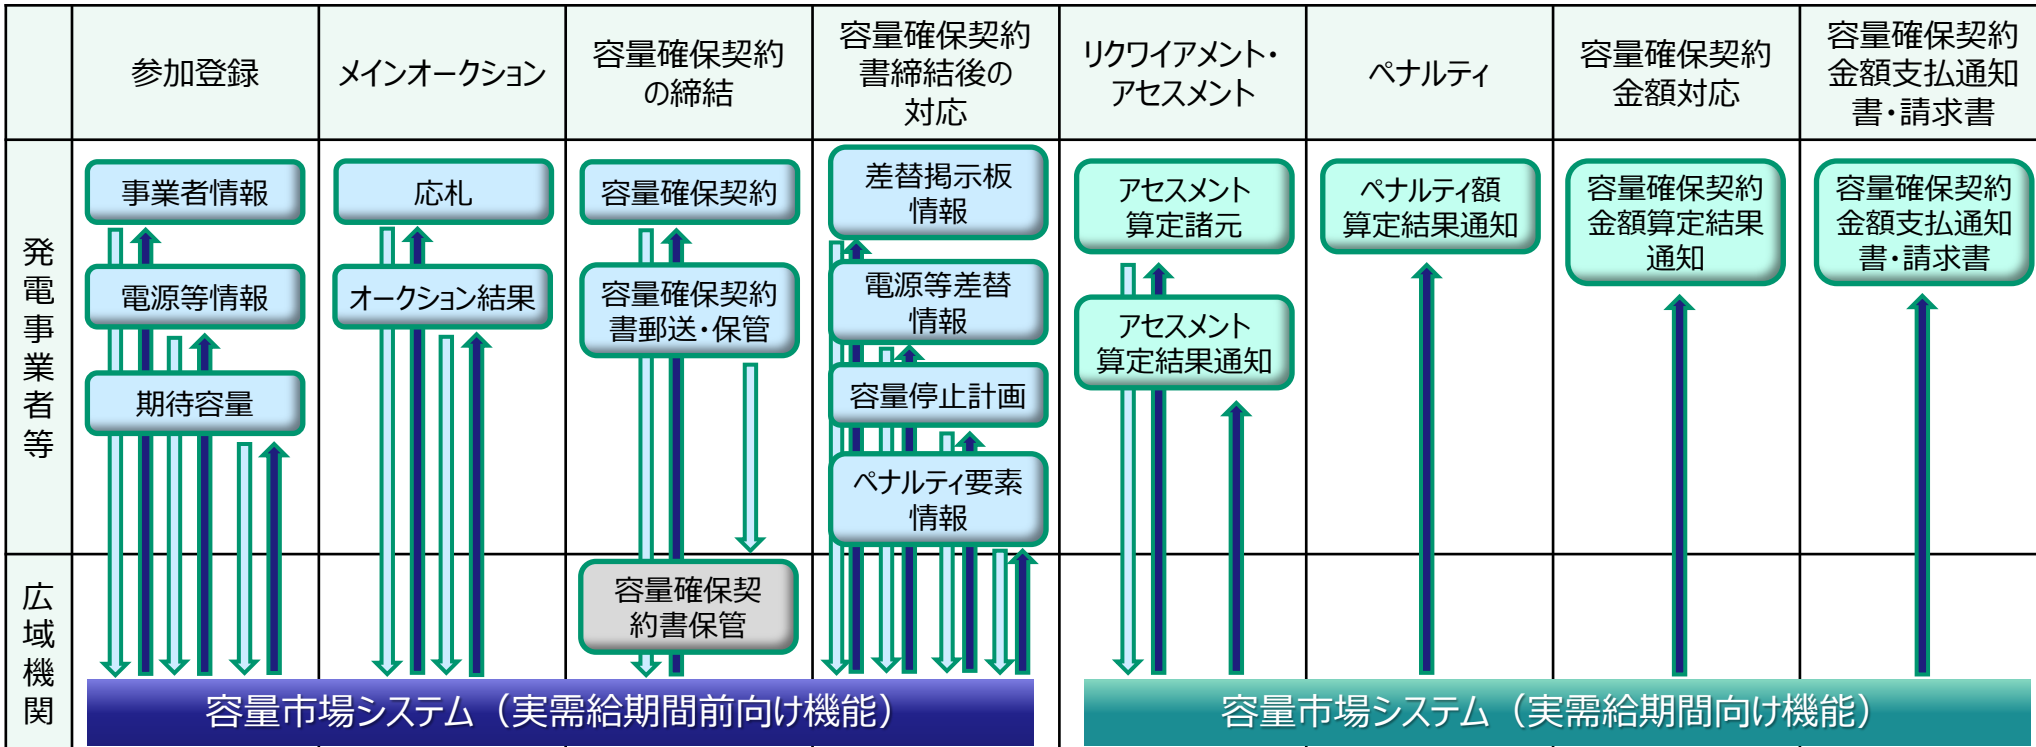 参加登録
メインオークション
容量確保契約
の締結
容量確保契約
書締結後の
対応
リクワイアメント・
アセスメント
ペナルティ
容量確保契約
金額対応
容量確保契約
金額支払通知
書・請求書
発電事業者等
事業者情報
電源等情報
期待容量
応札
オークション結果
容量確保契約
容量確保契約
書郵送・保管
差替掲示板
情報
電源等差替
情報
容量停止計画
ペナルティ要素
情報
アセスメント
算定諸元
アセスメント
算定結果通知
ペナルティ額
算定結果通知
容量確保契約
金額算定結果
通知
容量確保契約
金額支払通知
書・請求書
広域機関
容量確保契
約書保管
容量市場システム（実需給期間前向け機能）
容量市場システム（実需給期間向け機能）